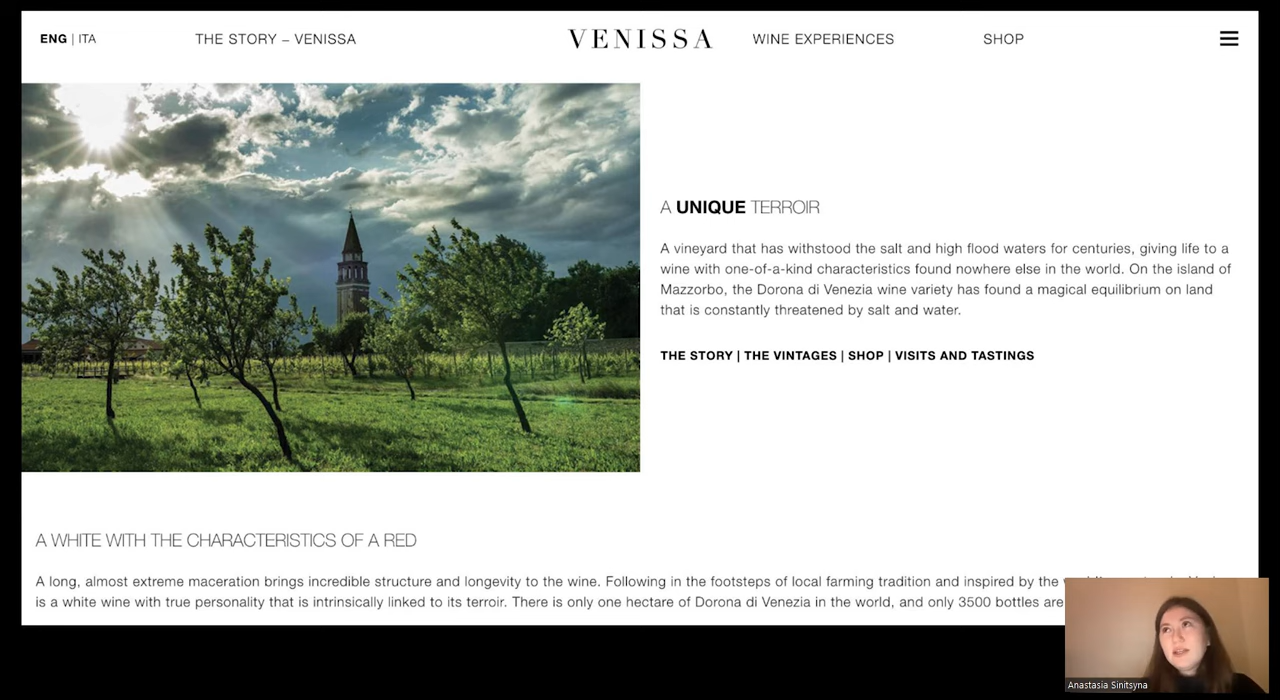 ENG | ITA
THE STORY – VENISSA
VENISSA
WINE EXPERIENCES
SHOP
A UNIQUE TERROIR
A vineyard that has withstood the salt and high flood waters for centuries, giving life to a
wine with one-of-a-kind characteristics found nowhere else in the world. On the island of
Mazzorbo, the Dorona di Venezia wine variety has found a magical equilibrium on land
that is constantly threatened by salt and water.
THE STORY | THE VINTAGES | SHOP | VISITS AND TASTINGS
A WHITE WITH THE CHARACTERISTICS OF A RED
A long, almost extreme maceration brings incredible structure and longevity to the wine. Following in the footsteps of local farming tradition and inspired by the
is a white wine with true personality that is intrinsically linked to its terroir. There is only one hectare of Dorona di Venezia in the world, and only 3500 bottles are
Anastasia Sinitsyna